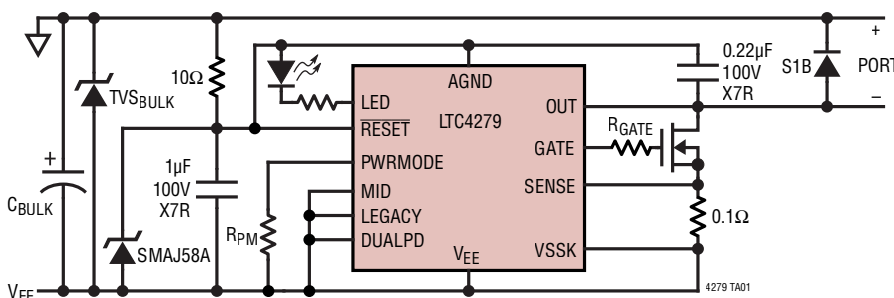 +
10Ω
0.22µF
100V
X7R
S1B
PORT
–
TVSBULK
AGND
LED
OUT
LTC4279
RESET
RGATE
PWRMODE
GATE
1µF
100V
X7R
MID
SENSE
+
CBULK
LEGACY
0.1Ω
RPM
DUALPD
SMAJ58A
VEE
VSSK
VEE
4279 TA01